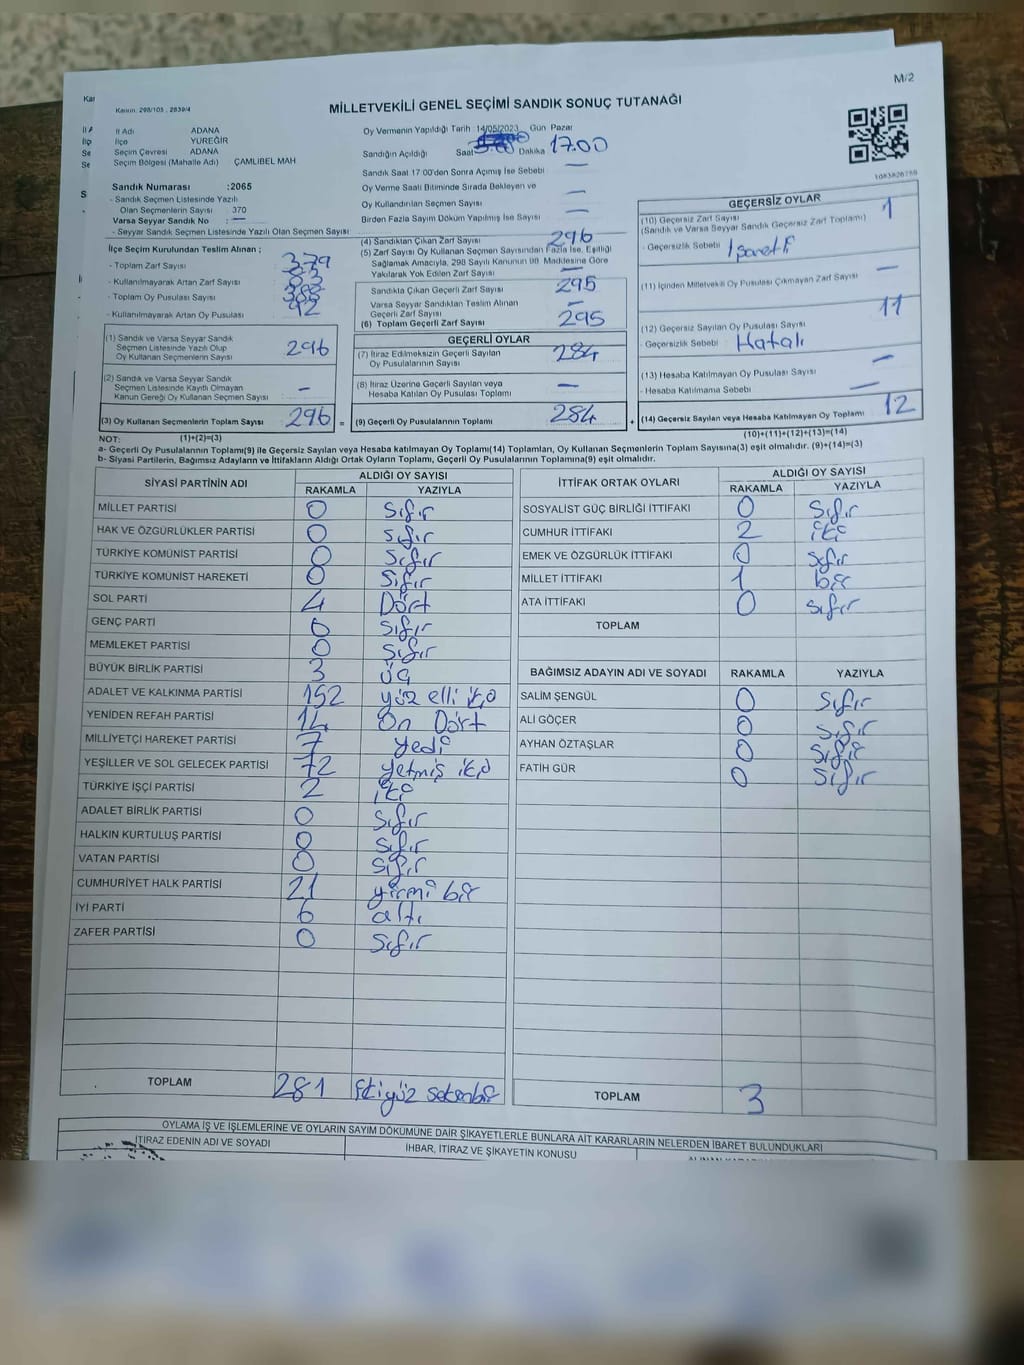 M/2
Kanun: 298/105 , 2839/4
MİLLETVEKİLİ GENEL SEÇİMİ SANDIK SONUÇ TUTANAĞI
İl Adı ADANA
İlçe YÜREĞİR
Seçim Çevresi ADANA
Seçim Bölgesi (Mahalle Adı) ÇAMLIBEL MAH
Sandık Numarası :2065
- Sandık Seçmen Listesinde Yazılı
Olan Seçmenlerin Sayısı : 370
Varsa Seyyar Sandık No : —
- Seyyar Sandık Seçmen Listesinde Yazılı Olan Seçmen Sayısı
Oy Vermenin Yapıldığı Tarih 14/05/2023 Gün Pazar
Sandığın Açıldığı Saat Dakika 17.00
Sandık Saat 17.00'den Sonra Açılmış İse Sebebi —
Oy Verme Saati Bitiminde Sırada Bekleyen ve
Oy Kullandırılan Seçmen Sayısı —
Birden Fazla Sayım Döküm Yapılmış İse Sayısı —
İlçe Seçim Kurulundan Teslim Alınan ;
- Toplam Zarf Sayısı 379
- Kullanılmayarak Artan Zarf Sayısı 83
- Toplam Oy Pusulası Sayısı 388
- Kullanılmayarak Artan Oy Pusulası 92
(1) Sandık ve Varsa Seyyar Sandık
Seçmen Listesinde Yazılı Olup
Oy Kullanan Seçmenlerin Sayısı 296
(2) Sandık ve Varsa Seyyar Sandık
Seçmen Listesinde Kayıtlı Olmayan
Kanun Gereği Oy Kullanan Seçmen Sayısı : —
(3) Oy Kullanan Seçmenlerin Toplam Sayısı 296 =
(4) Sandıktan Çıkan Zarf Sayısı 296
(5) Zarf Sayısı Oy Kullanan Seçmen Sayısından Fazla İse, Eşitliği
Sağlamak Amacıyla, 298 Sayılı Kanunun 98. Maddesine Göre
Yakılarak Yok Edilen Zarf Sayısı —
Sandıkta Çıkan Geçerli Zarf Sayısı 295
Varsa Seyyar Sandıktan Teslim Alınan
Geçerli Zarf Sayısı —
(6) Toplam Geçerli Zarf Sayısı 295
GEÇERLİ OYLAR
(7) İtiraz Edilmeksizin Geçerli Sayılan
Oy Pusulalarının Sayısı 284
(8) İtiraz Üzerine Geçerli Sayılan veya
Hesaba Katılan Oy Pusulası Toplamı —
(9) Geçerli Oy Pusulalarının Toplamı 284 +
GEÇERSİZ OYLAR
(10) Geçersiz Zarf Sayısı 1
(Sandık ve Varsa Seyyar Sandık Geçersiz Zarf Toplamı)
- Geçersizlik Sebebi İşaretli
(11) İçinden Milletvekili Oy Pusulası Çıkmayan Zarf Sayısı —
(12) Geçersiz Sayılan Oy Pusulası Sayısı 11
- Geçersizlik Sebebi Hatalı
(13) Hesaba Katılmayan Oy Pusulası Sayısı —
- Hesaba Katılmama Sebebi —
(14) Geçersiz Sayılan veya Hesaba Katılmayan Oy Toplamı 12
NOT: (1)+(2)=(3) (10)+(11)+(12)+(13)=(14)
a- Geçerli Oy Pusulalarının Toplamı(9) ile Geçersiz Sayılan veya Hesaba katılmayan Oy Toplamı(14) Toplamları, Oy Kullanan Seçmenlerin Toplam Sayısına(3) eşit olmalıdır. (9)+(14)=(3)
b- Siyasi Partilerin, Bağımsız Adayların ve İttifakların Aldığı Ortak Oyların Toplamı, Geçerli Oy Pusulalarının Toplamına(9) eşit olmalıdır.
SİYASİ PARTİNİN ADI ALDIĞI OY SAYISI
RAKAMLA YAZIYLA
MİLLET PARTİSİ 0 Sıfır
HAK VE ÖZGÜRLÜKLER PARTİSİ 0 Sıfır
TÜRKİYE KOMÜNİST PARTİSİ 0 Sıfır
TÜRKİYE KOMÜNİST HAREKETİ 0 Sıfır
SOL PARTİ 4 Dört
GENÇ PARTİ 0 Sıfır
MEMLEKET PARTİSİ 0 Sıfır
BÜYÜK BİRLİK PARTİSİ 3 üç
ADALET VE KALKINMA PARTİSİ 152 yüz elli iki
YENİDEN REFAH PARTİSİ 14 On Dört
MİLLİYETÇİ HAREKET PARTİSİ 7 yedi
YEŞİLLER VE SOL GELECEK PARTİSİ 72 yetmiş iki
TÜRKİYE İŞÇİ PARTİSİ 2 iki
ADALET BİRLİK PARTİSİ 0 Sıfır
HALKIN KURTULUŞ PARTİSİ 0 Sıfır
VATAN PARTİSİ 0 Sıfır
CUMHURİYET HALK PARTİSİ 21 yirmi bir
İYİ PARTİ 6 altı
ZAFER PARTİSİ 0 Sıfır
TOPLAM 281 İkiyüz seksenbir
İTTİFAK ORTAK OYLARI ALDIĞI OY SAYISI
RAKAMLA YAZIYLA
SOSYALİST GÜÇ BİRLİĞİ İTTİFAKI 0 Sıfır
CUMHUR İTTİFAKI 2 iki
EMEK VE ÖZGÜRLÜK İTTİFAKI 0 Sıfır
MİLLET İTTİFAKI 1 bir
ATA İTTİFAKI 0 sıfır
TOPLAM
BAĞIMSIZ ADAYIN ADI VE SOYADI RAKAMLA YAZIYLA
SALİM ŞENGÜL 0 Sıfır
ALİ GÖÇER 0 Sıfır
AYHAN ÖZTAŞLAR 0 Sıfır
FATİH GÜR 0 Sıfır
TOPLAM 3
OYLAMA İŞ VE İŞLEMLERİNE VE OYLARIN SAYIM DÖKÜMÜNE DAİR ŞİKAYETLERLE BUNLARA AİT KARARLARIN NELERDEN İBARET BULUNDUKLARI
İTİRAZ EDENİN ADI VE SOYADI İHBAR, İTİRAZ VE ŞİKAYETİN KONUSU